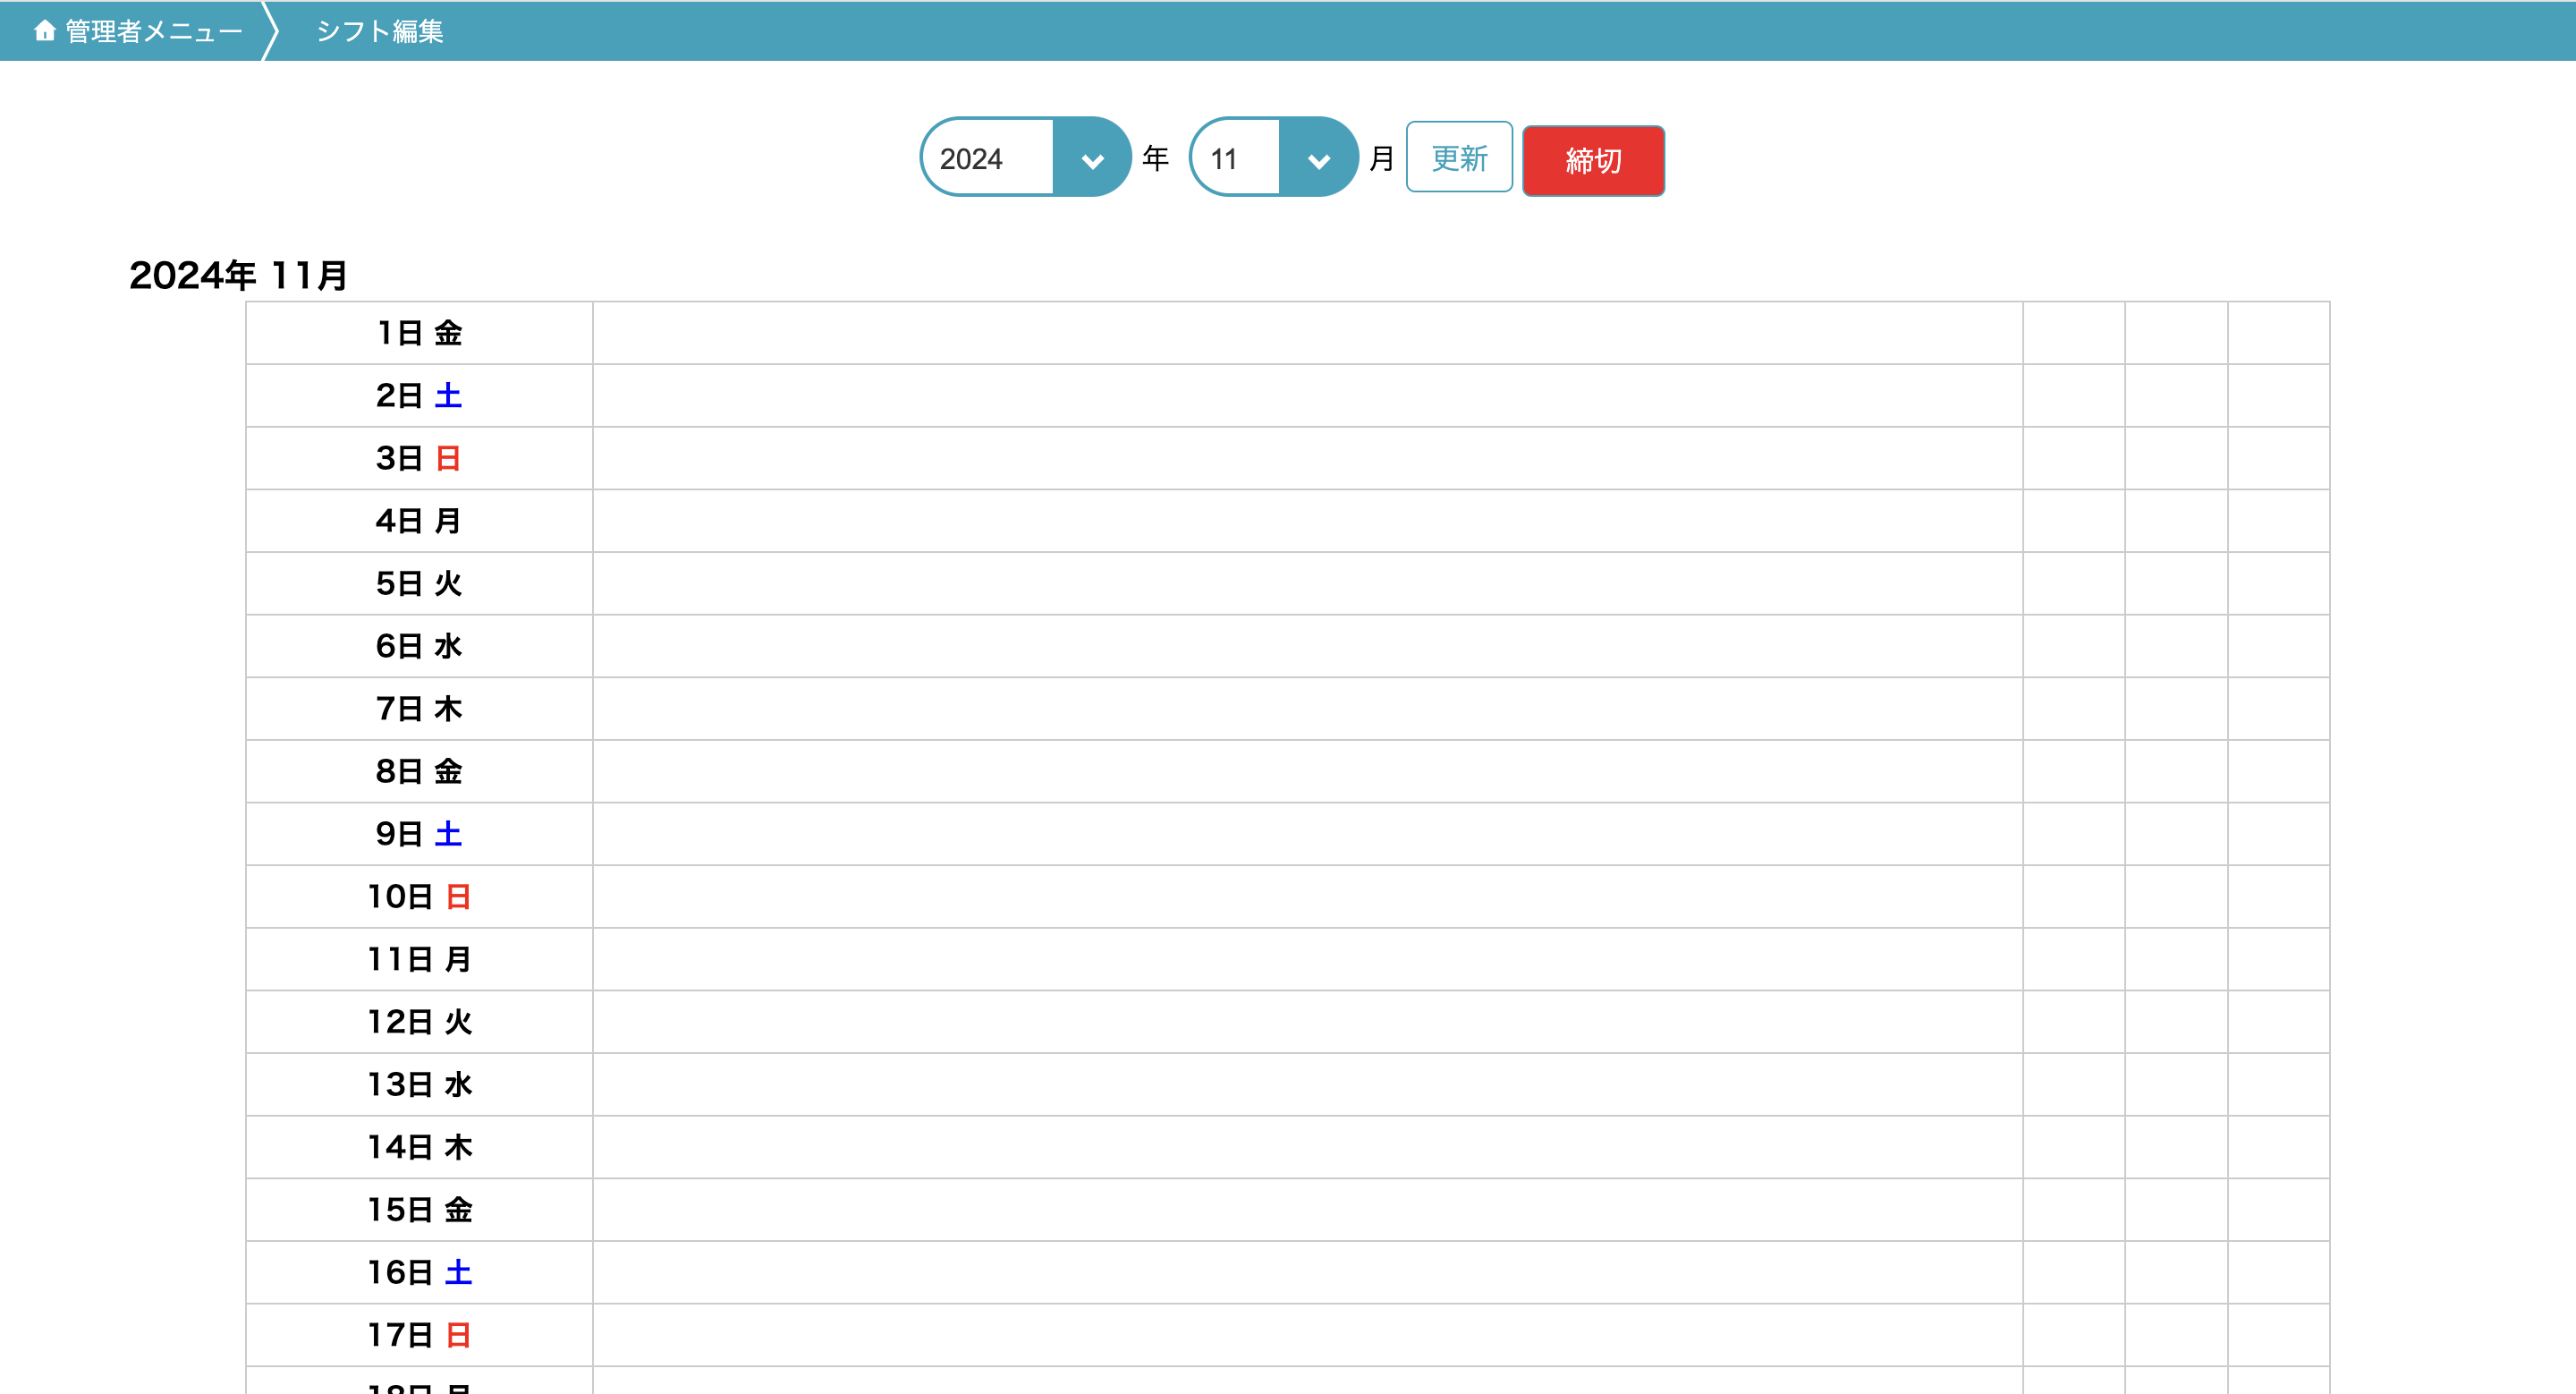 管理者メニュー シフト編集
2024 年 11 月 更新 締切
2024年 11月
1日 金
2日 土
3日 日
4日 月
5日 火
6日 水
7日 木
8日 金
9日 土
10日 日
11日 月
12日 火
13日 水
14日 木
15日 金
16日 土
17日 日
18日 月